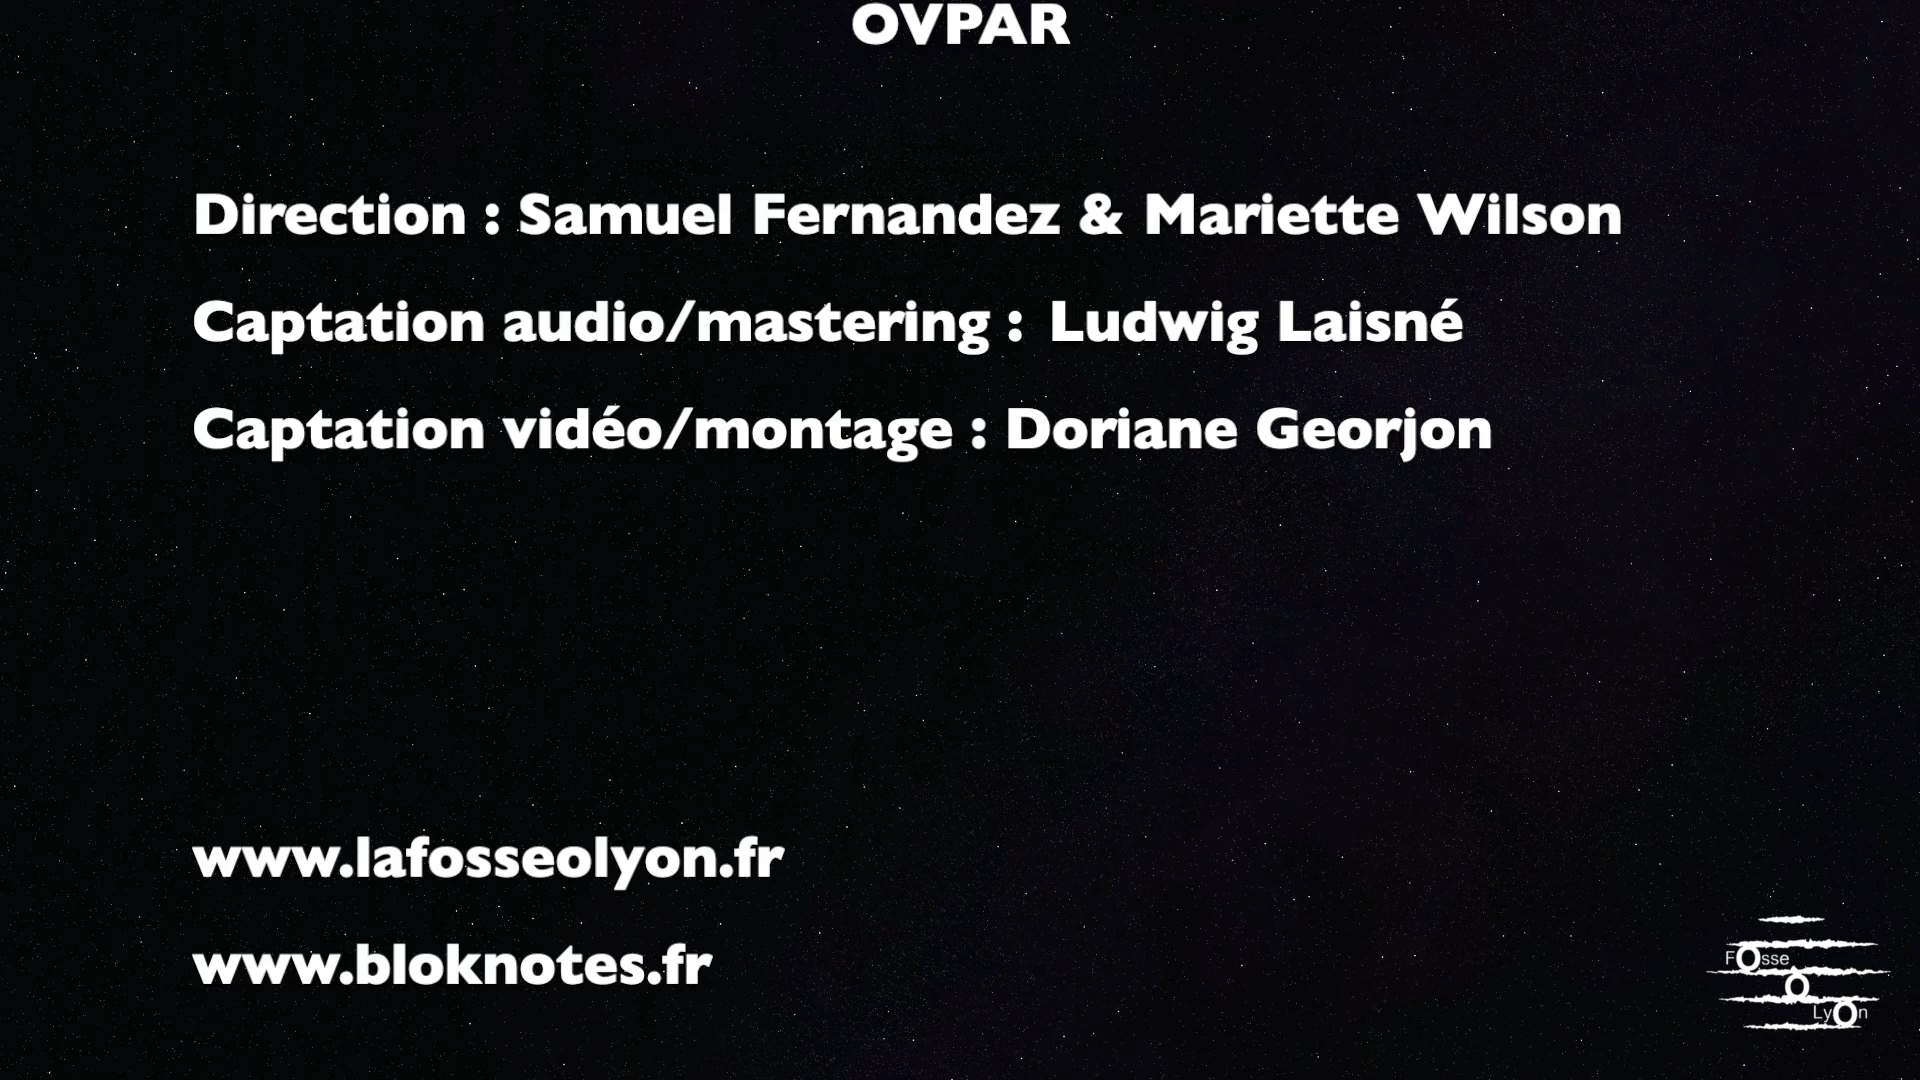 OVPAR
Direction : Samuel Fernandez & Mariette Wilson
Captation audio/mastering : Ludwig Laisné
Captation vidéo/montage : Doriane Georjon
www.lafosseolyon.fr
www.bloknotes.fr
FOsse
O
LyOn